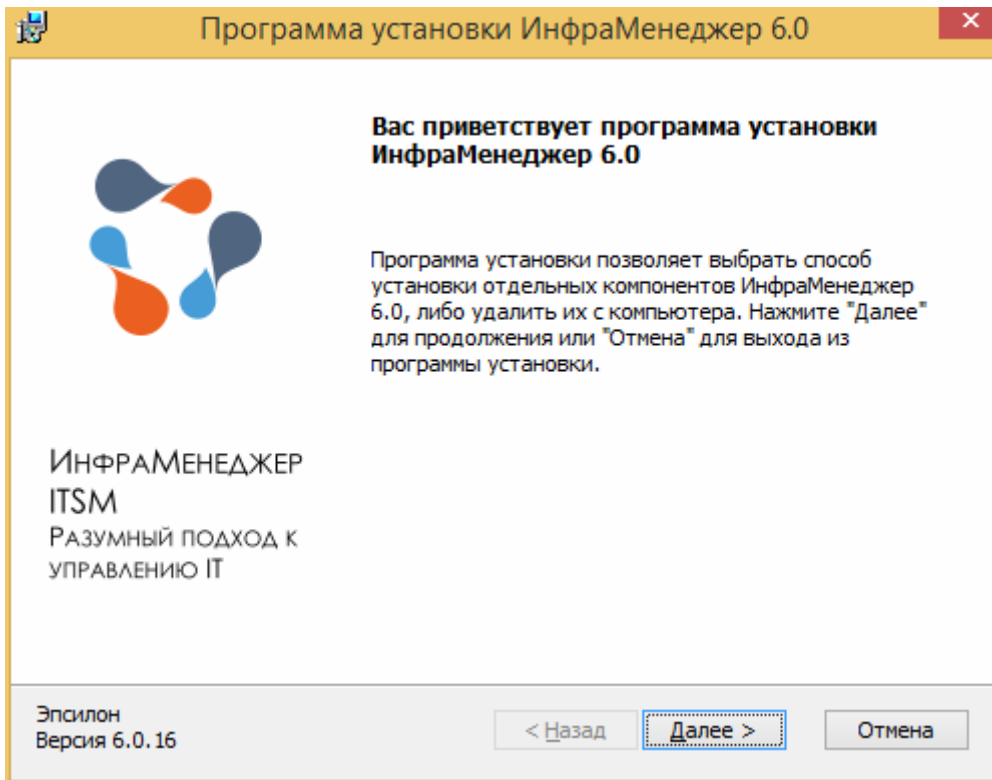 Программа установки ИнфраМенеджер 6.0
Вас приветствует программа установки
ИнфраМенеджер 6.0
Программа установки позволяет выбрать способ
установки отдельных компонентов ИнфраМенеджер
6.0, либо удалить их с компьютера. Нажмите "Далее"
для продолжения или "Отмена" для выхода из
программы установки.
ИНФРАМЕНЕДЖЕР
ITSM
РАЗУМНЫЙ ПОДХОД К
УПРАВЛЕНИЮ IT
Эпсилон
Версия 6.0.16
< Назад
Далее >
Отмена